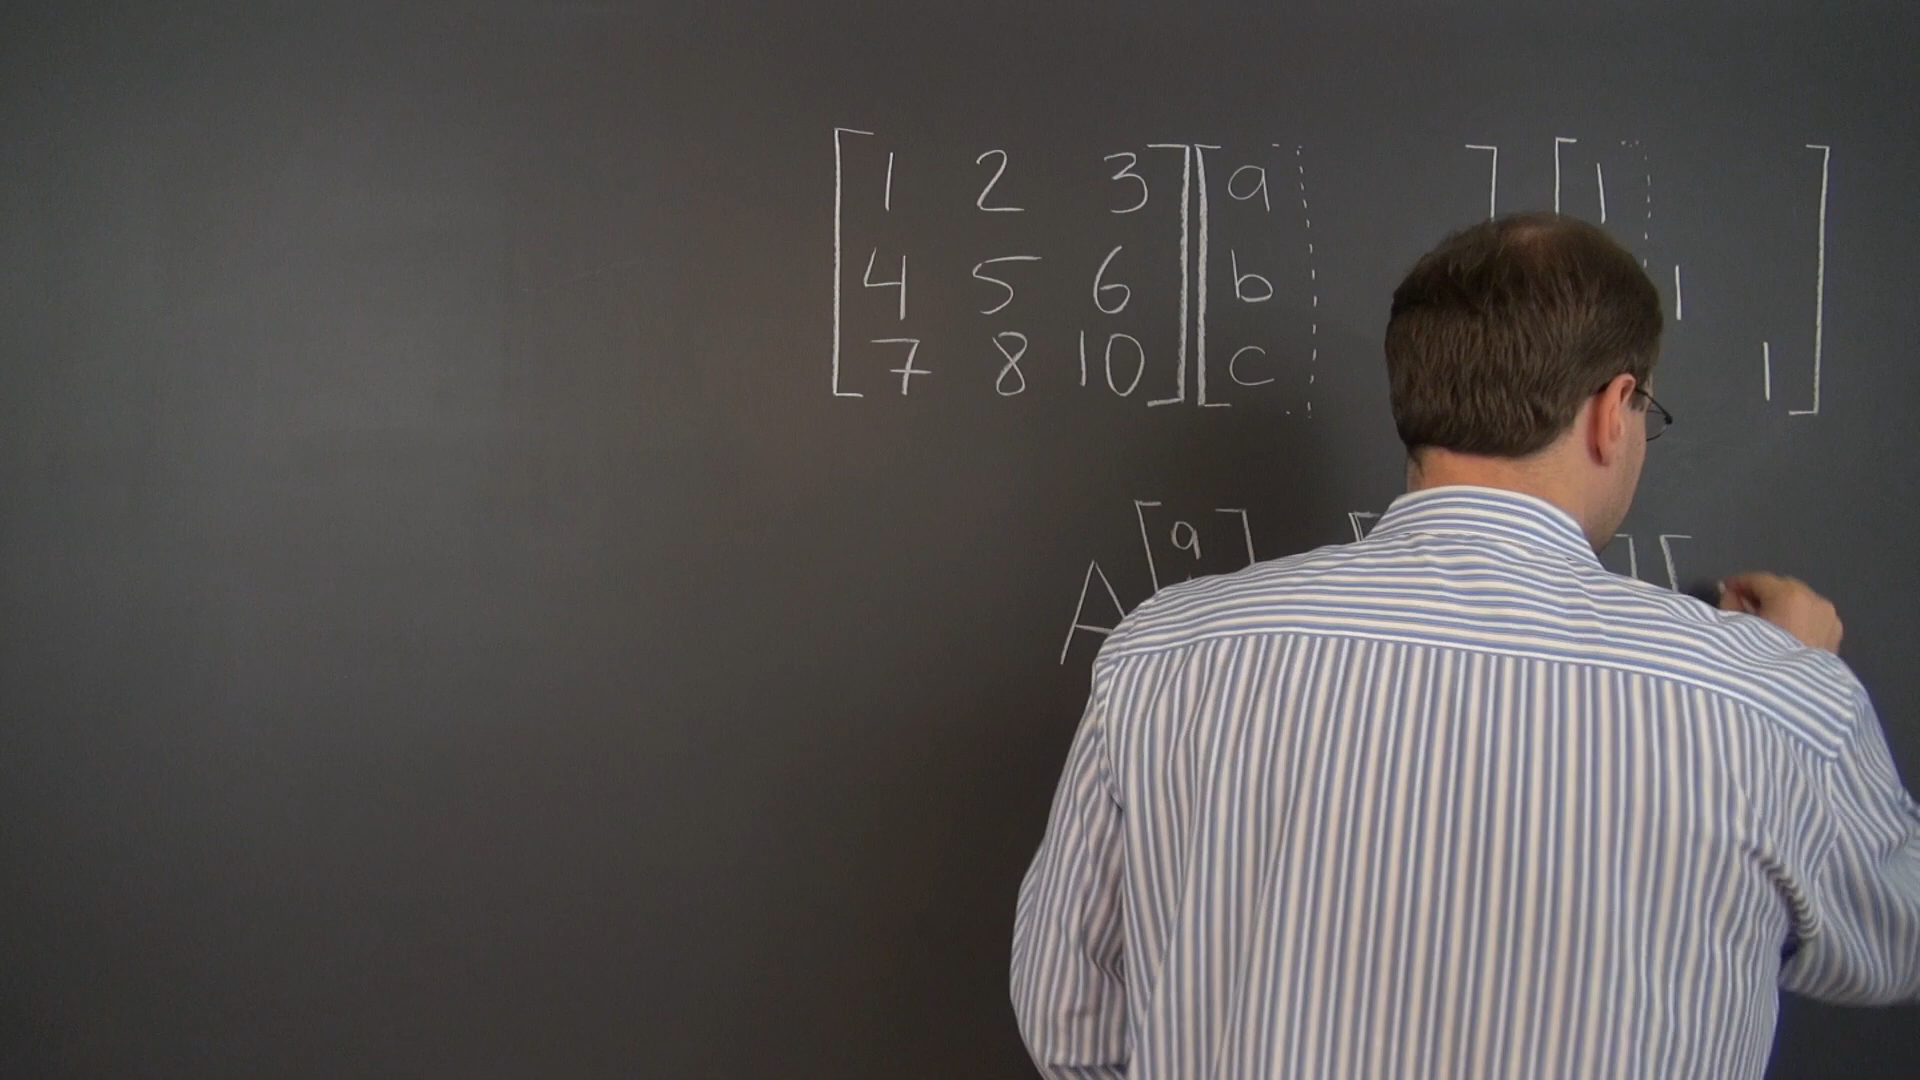 [ 1 2 3 ] [ a ] [ 1 ]
4 5 6 b 1
7 8 10 c 1
A [ a ] [ ] [